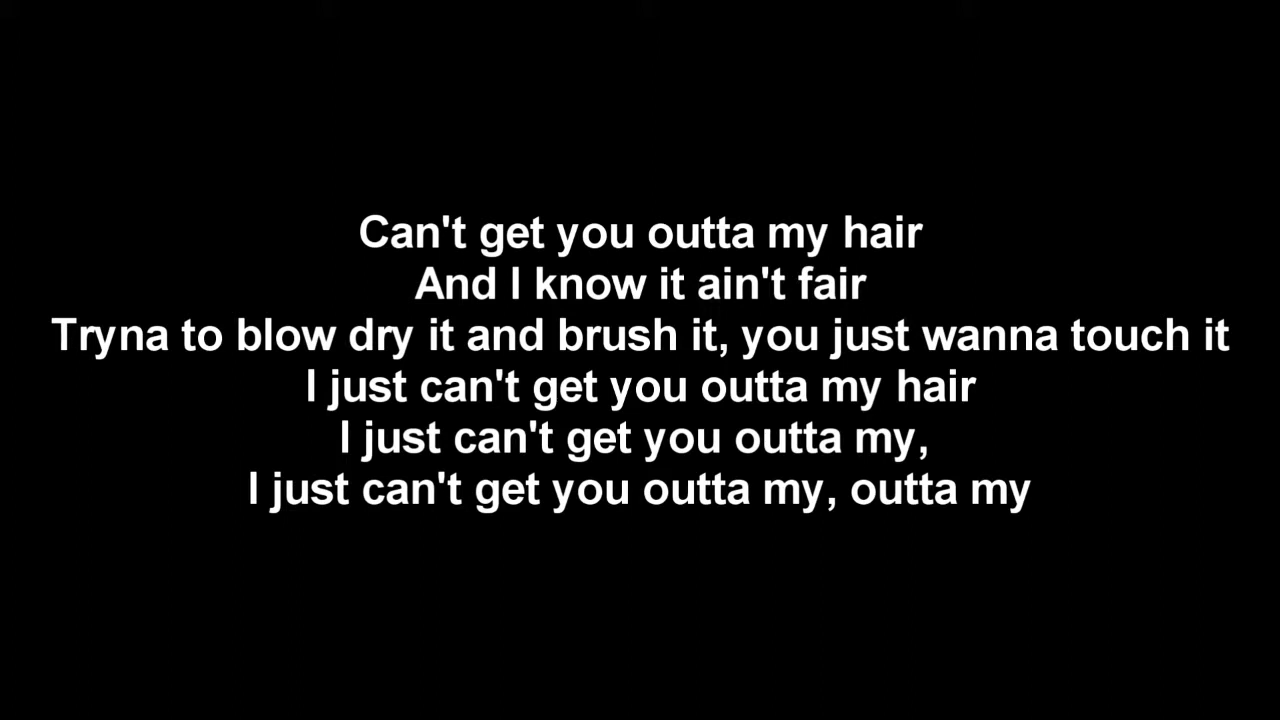 Can't get you outta my hair
And I know it ain't fair
Tryna to blow dry it and brush it, you just wanna touch it
I just can't get you outta my hair
I just can't get you outta my,
I just can't get you outta my, outta my